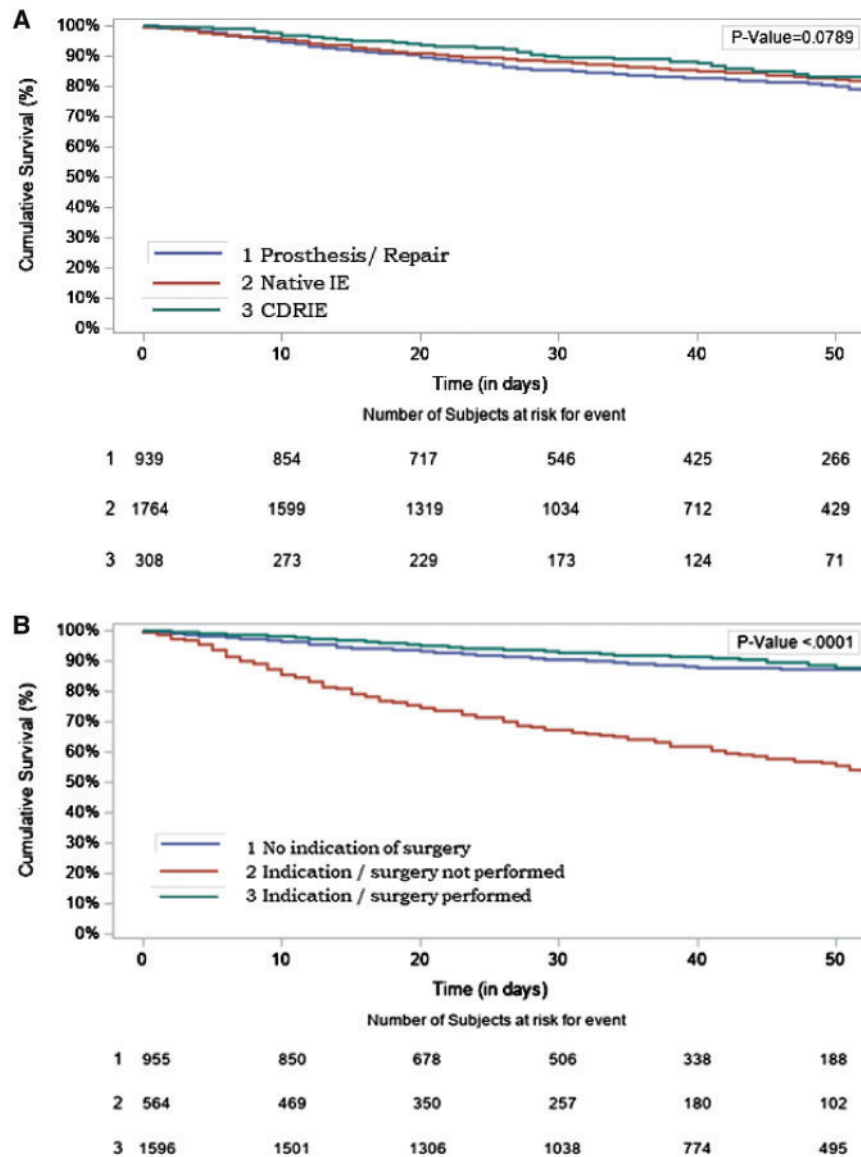 A
P-Value=0.0789
100%
90%
80%
70%
60%
50%
40%
30%
20%
10%
0%
Cumulative Survival (%)
1 Prosthesis/ Repair
2 Native IE
3 CDRIE
0 10 20 30 40 50
Time (in days)
Number of Subjects at risk for event
1 939 854 717 546 425 266
2 1764 1599 1319 1034 712 429
3 308 273 229 173 124 71
B
P-Value <.0001
100%
90%
80%
70%
60%
50%
40%
30%
20%
10%
0%
Cumulative Survival (%)
1 No indication of surgery
2 Indication / surgery not performed
3 Indication / surgery performed
0 10 20 30 40 50
Time (in days)
Number of Subjects at risk for event
1 955 850 678 506 338 188
2 564 469 350 257 180 102
3 1596 1501 1306 1038 774 495